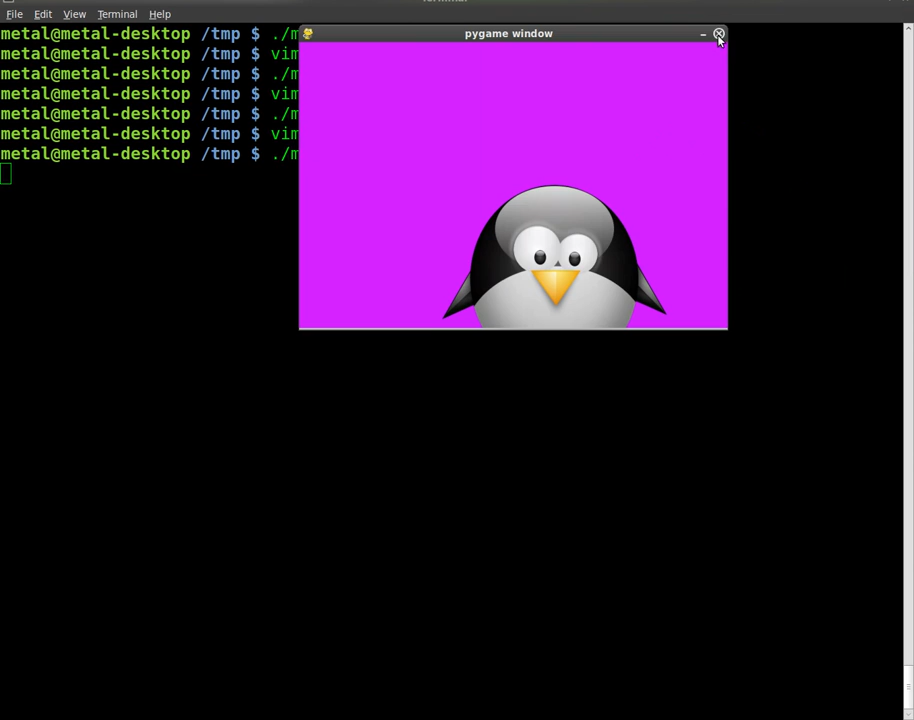 File Edit View Terminal Help
pygame window
metal@metal-desktop /tmp $ ./m
metal@metal-desktop /tmp $ vim
metal@metal-desktop /tmp $ ./m
metal@metal-desktop /tmp $ vim
metal@metal-desktop /tmp $ ./m
metal@metal-desktop /tmp $ vim
metal@metal-desktop /tmp $ ./m